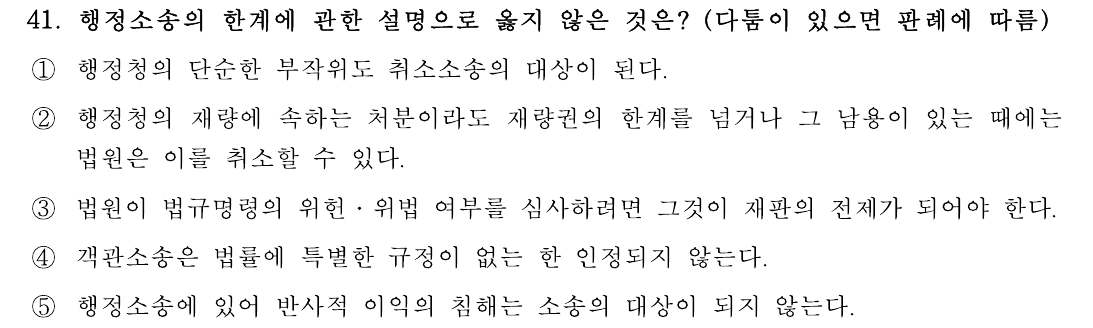 41. 행정소송의 한계에 관한 설명으로 옳지 않은 것은? (다툼이 있으면 판례에 따름)
① 행정청의 단순한 부작위도 취소소송의 대상이 된다.
② 행정청의 재량에 속하는 처분이라도 재량권의 한계를 넘거나 그 남용이 있는 때에는
법원은 이를 취소할 수 있다.
③ 법원이 법규명령의 위헌·위법 여부를 심사하려면 그것이 재판의 전제가 되어야 한다.
④ 객관소송은 법률에 특별한 규정이 없는 한 인정되지 않는다.
⑤ 행정소송에 있어 반사적 이익의 침해는 소송의 대상이 되지 않는다.